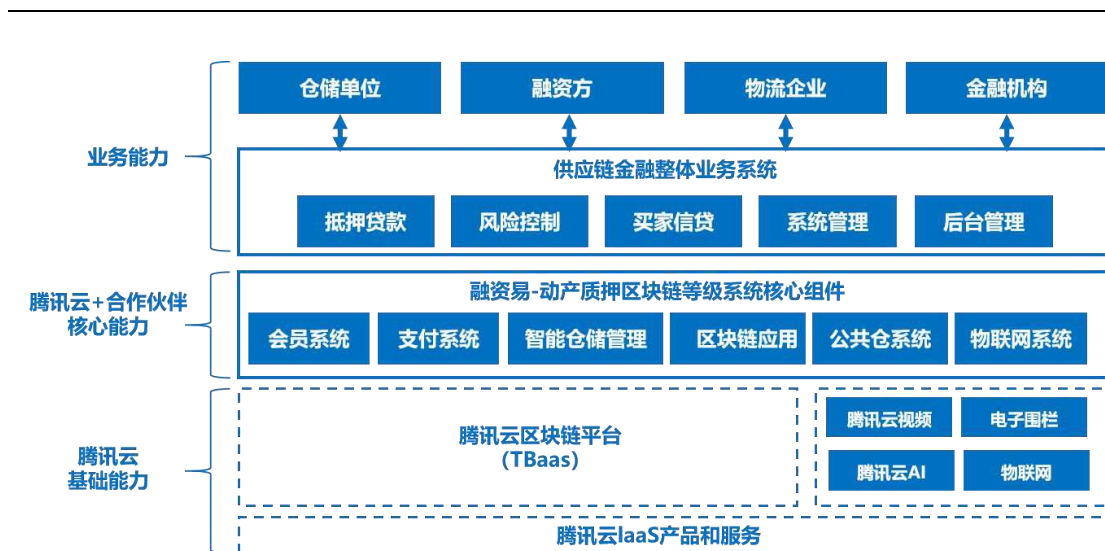 仓储单位
融资方
物流企业
金融机构
业务能力
供应链金融整体业务系统
抵押贷款
风险控制
买家信贷
系统管理
后台管理
腾讯云+合作伙伴
核心能力
融资易-动产质押区块链等级系统核心组件
会员系统
支付系统
智能仓储管理
区块链应用
公共仓系统
物联网系统
腾讯云
基础能力
腾讯云区块链平台
(TBaas)
腾讯云视频
电子围栏
腾讯云AI
物联网
腾讯云IaaS产品和服务